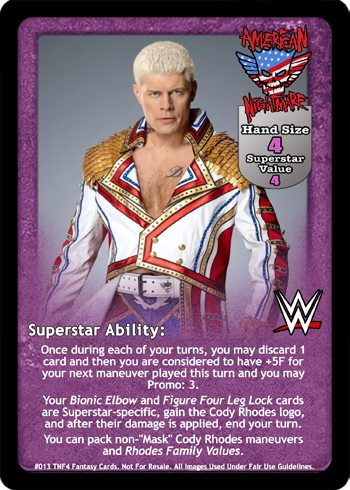 AMERICAN
NIGHTMARE
Hand Size
4
Superstar
Value
4
W
Superstar Ability:
Once during each of your turns, you may discard 1
card and then you are considered to have +5F for
your next maneuver played this turn and you may
Promo: 3.
Your Bionic Elbow and Figure Four Leg Lock cards
are Superstar-specific, gain the Cody Rhodes logo,
and after their damage is applied, end your turn.
You can pack non-"Mask" Cody Rhodes maneuvers
and Rhodes Family Values.
#013 TNF4 Fantasy Cards. Not For Resale. All Images Used Under Fair Use Guidelines.